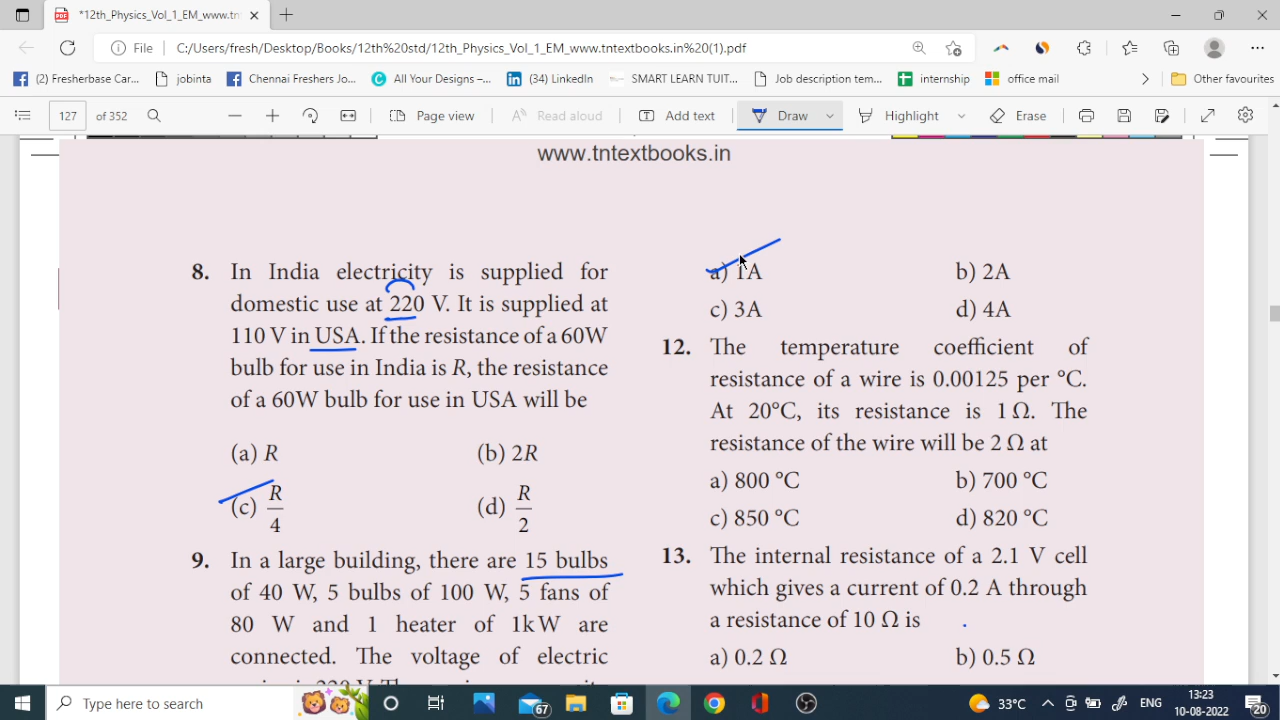 *12th_Physics_Vol_1_EM_www.tn
File
C:/Users/fresh/Desktop/Books/12th%20std/12th_Physics_Vol_1_EM_www.tntextbooks.in%20(1).pdf
(2) Fresherbase Car...
jobinta
Chennai Freshers Jo...
All Your Designs –...
(34) LinkedIn
SMART LEARN TUIT...
Job description tem...
internship
office mail
Other favourites
127 of 352
Page view
Read aloud
Add text
Draw
Highlight
Erase
www.tntextbooks.in
8. In India electricity is supplied for
domestic use at 220 V. It is supplied at
110 V in USA. If the resistance of a 60W
bulb for use in India is R, the resistance
of a 60W bulb for use in USA will be
(a) R (b) 2R
(c) R/4 (d) R/2
9. In a large building, there are 15 bulbs
of 40 W, 5 bulbs of 100 W, 5 fans of
80 W and 1 heater of 1kW are
connected. The voltage of electric
a) 1A b) 2A
c) 3A d) 4A
12. The temperature coefficient of
resistance of a wire is 0.00125 per °C.
At 20°C, its resistance is 1 Ω. The
resistance of the wire will be 2 Ω at
a) 800 °C b) 700 °C
c) 850 °C d) 820 °C
13. The internal resistance of a 2.1 V cell
which gives a current of 0.2 A through
a resistance of 10 Ω is
a) 0.2 Ω b) 0.5 Ω
Type here to search
67
33°C
ENG
13:23
10-08-2022
20